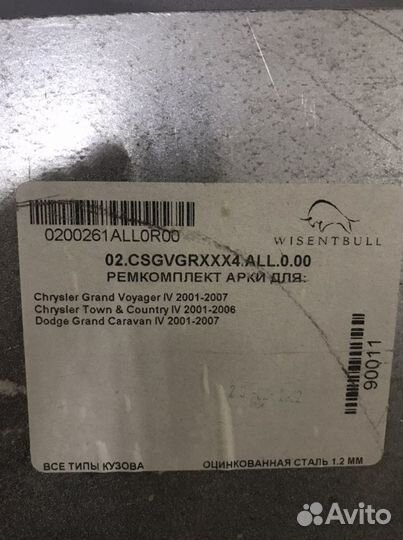 0200261ALL0R00
WISENTBULL
02.CSGVGRXXX4.ALL.0.00
РЕМКОМПЛЕКТ АРКИ ДЛЯ:
Chrysler Grand Voyager IV 2001-2007
Chrysler Town & Country IV 2001-2006
Dodge Grand Caravan IV 2001-2007
90011
ВСЕ ТИПЫ КУЗОВА
ОЦИНКОВАННАЯ СТАЛЬ 1.2 ММ
Avito